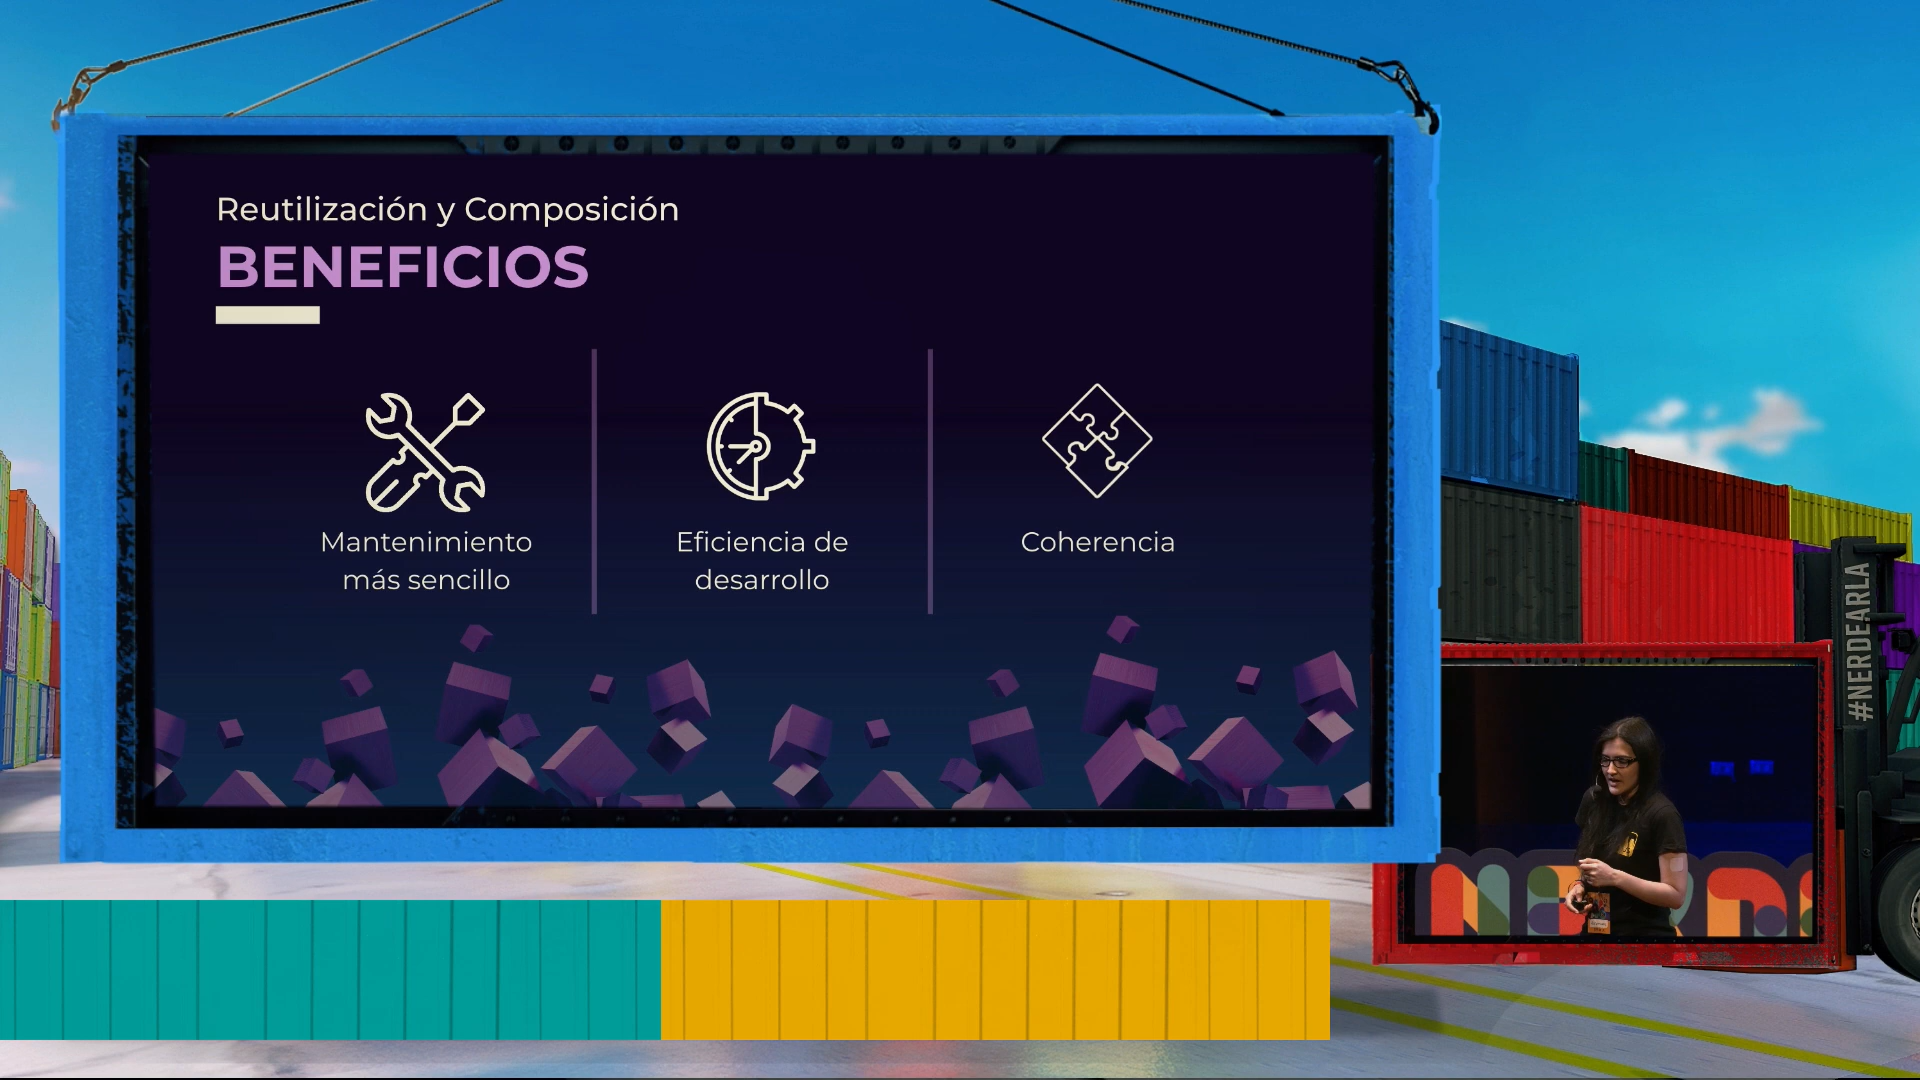 Reutilización y Composición
BENEFICIOS
Mantenimiento
más sencillo
Eficiencia de
desarrollo
Coherencia
#NERDEARLA